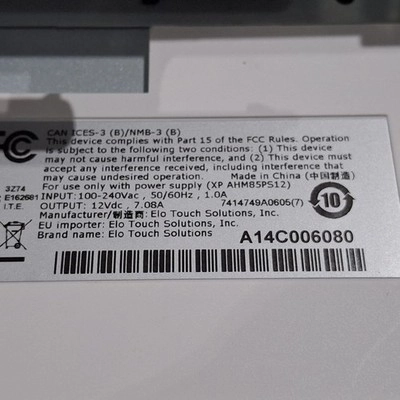 FC
CAN ICES-3 (B)/NMB-3 (B)
This device complies with Part 15 of the FCC Rules. Operation
is subject to the following two conditions: (1) This device
may not cause harmful interference, and (2) This device must
accept any interference received, including interference that
may cause undesired operation.
Made in China (中国制造)
3Z74
E162681
I.T.E.
For use only with power supply (XP AHM85PS12)
INPUT: 100-240Vac , 50/60Hz , 1.0A
OUTPUT: 12Vdc , 7.08A
7414749A0605(7)
10
Manufacturer/制造商: Elo Touch Solutions, Inc.
EU importer: Elo Touch Solutions, Inc.
Brand name: Elo Touch Solutions
A14C006080